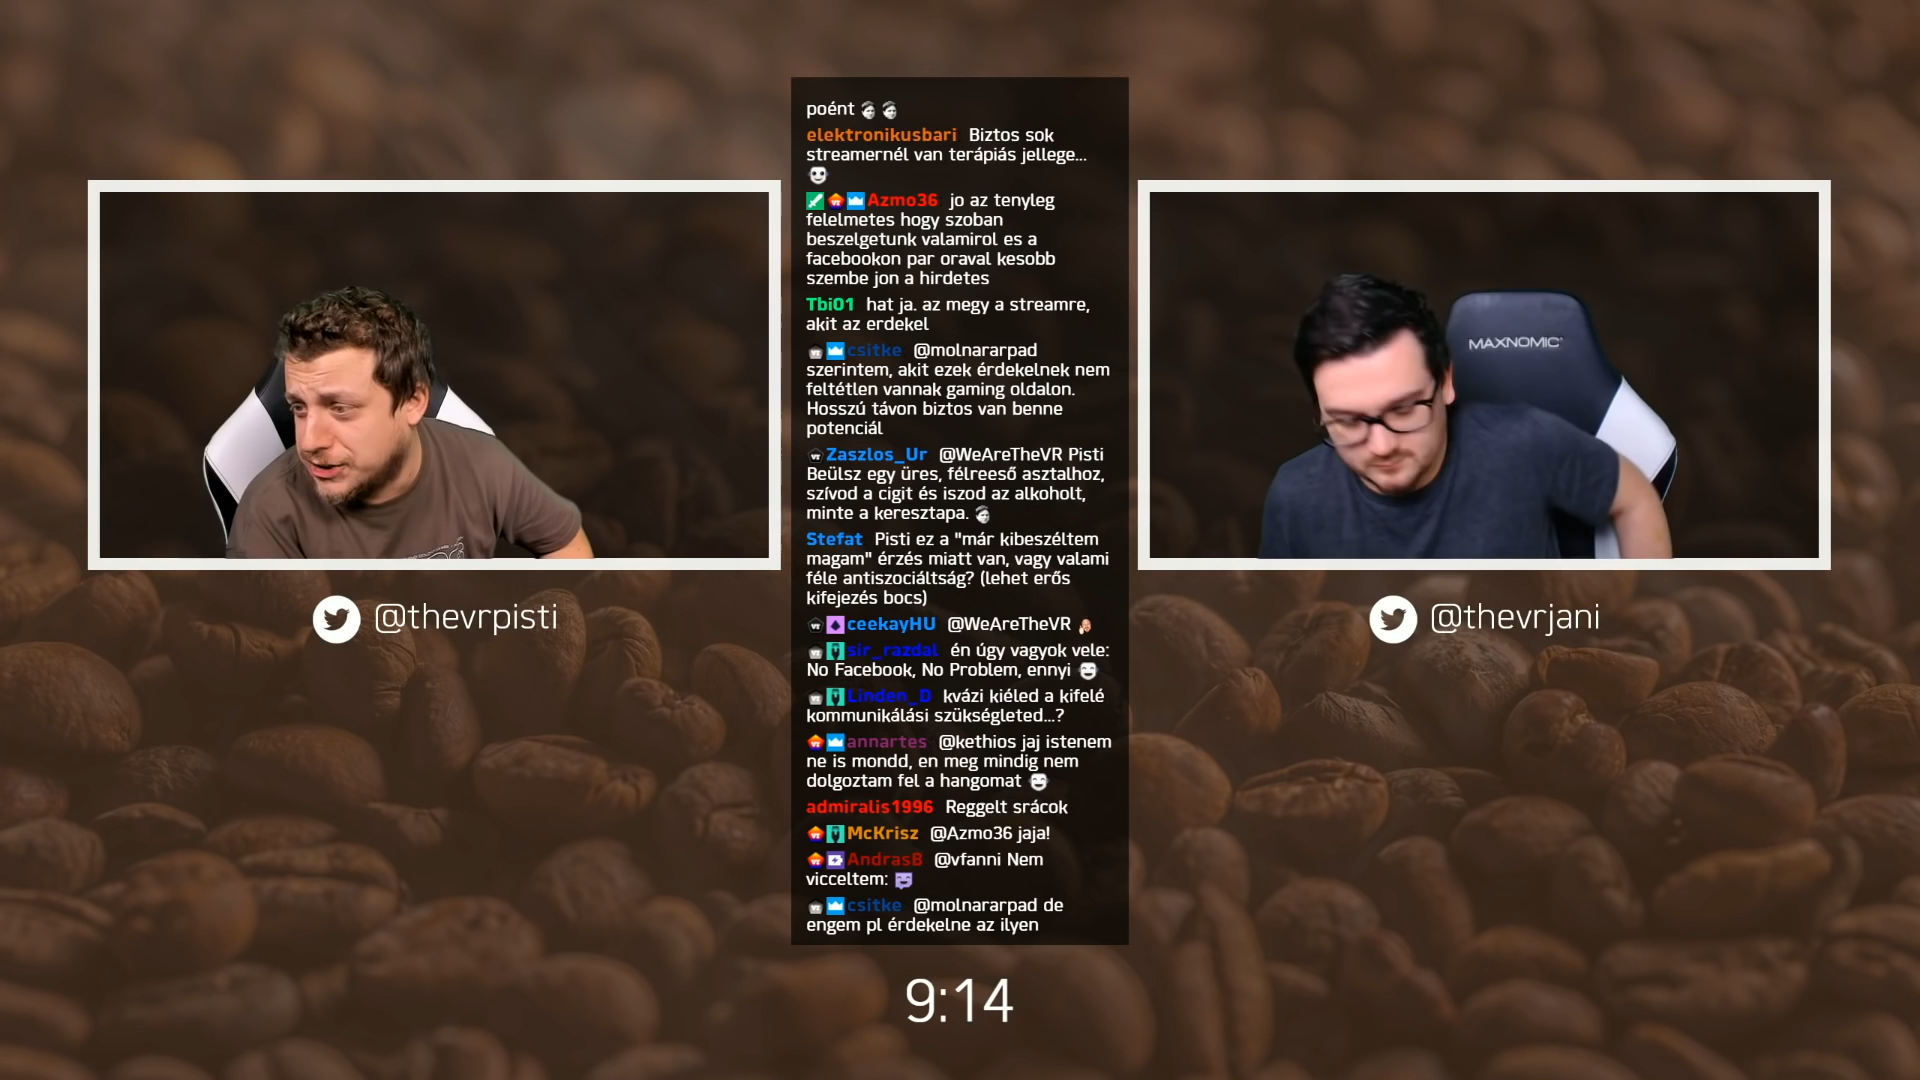 poént
elektronikusbari Biztos sok
streamernél van terápiás jellege...
Azmo36 jo az tenyleg
felelmetes hogy szoban
beszelgetunk valamirol es a
facebookon par oraval kesobb
szembe jon a hirdetes
Tbi01 hat ja. az megy a streamre,
akit az erdekel
csitke @molnararpad
szerintem, akit ezek érdekelnek nem
feltétlen vannak gaming oldalon.
Hosszú távon biztos van benne
potenciál
Zaszlos_Ur @WeAreTheVR Pisti
Beülsz egy üres, félreeső asztalhoz,
szívod a cigit és iszod az alkoholt,
minte a keresztapa.
Stefat Pisti ez a "már kibeszéltem
magam" érzés miatt van, vagy valami
féle antiszociáltság? (lehet erős
kifejezés bocs)
ceekayHU @WeAreTheVR
sir_razdal én úgy vagyok vele:
No Facebook, No Problem, ennyi
Linden_D kvázi kiéled a kifelé
kommunikálási szükségleted...?
annartes @kethios jaj istenem
ne is mondd, en meg mindig nem
dolgoztam fel a hangomat
admiralis1996 Reggelt srácok
McKrisz @Azmo36 jaja!
AndrasB @vfanni Nem
vicceltem:
csitke @molnararpad de
engem pl érdekelne az ilyen
@thevrpisti
MAXNOMIC
@thevrjani
9:14